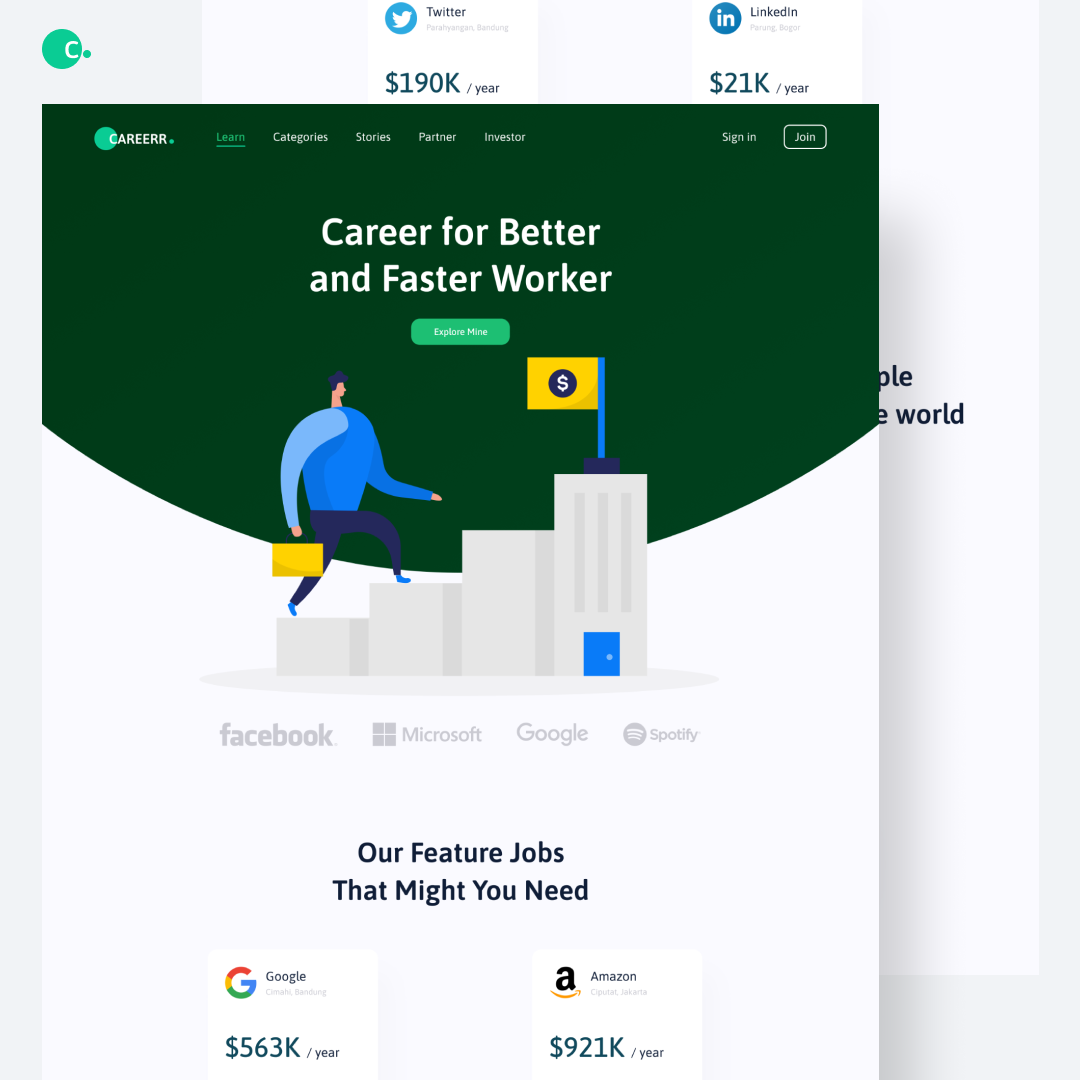 Twitter
Parahyangan, Bandung
$190K / year
LinkedIn
Parung, Bogor
$21K / year
C.
CAREERR.
Learn
Categories
Stories
Partner
Investor
Sign in
Join
Career for Better
and Faster Worker
Explore Mine
$
ple
e world
facebook.
Microsoft
Google
Spotify
Our Feature Jobs
That Might You Need
Google
Cimahi, Bandung
$563K / year
a
Amazon
Ciputat, Jakarta
$921K / year